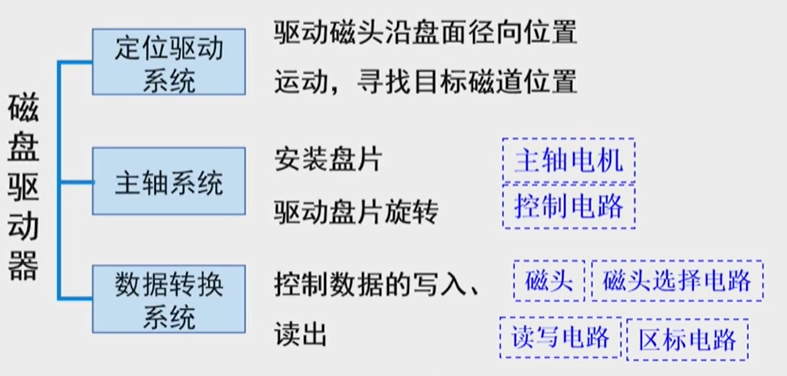 磁盘驱动器
定位驱动
系统
驱动磁头沿盘面径向位置
运动，寻找目标磁道位置
主轴系统
安装盘片
驱动盘片旋转
主轴电机
控制电路
数据转换
系统
控制数据的写入、
读出
磁头
磁头选择电路
读写电路
区标电路